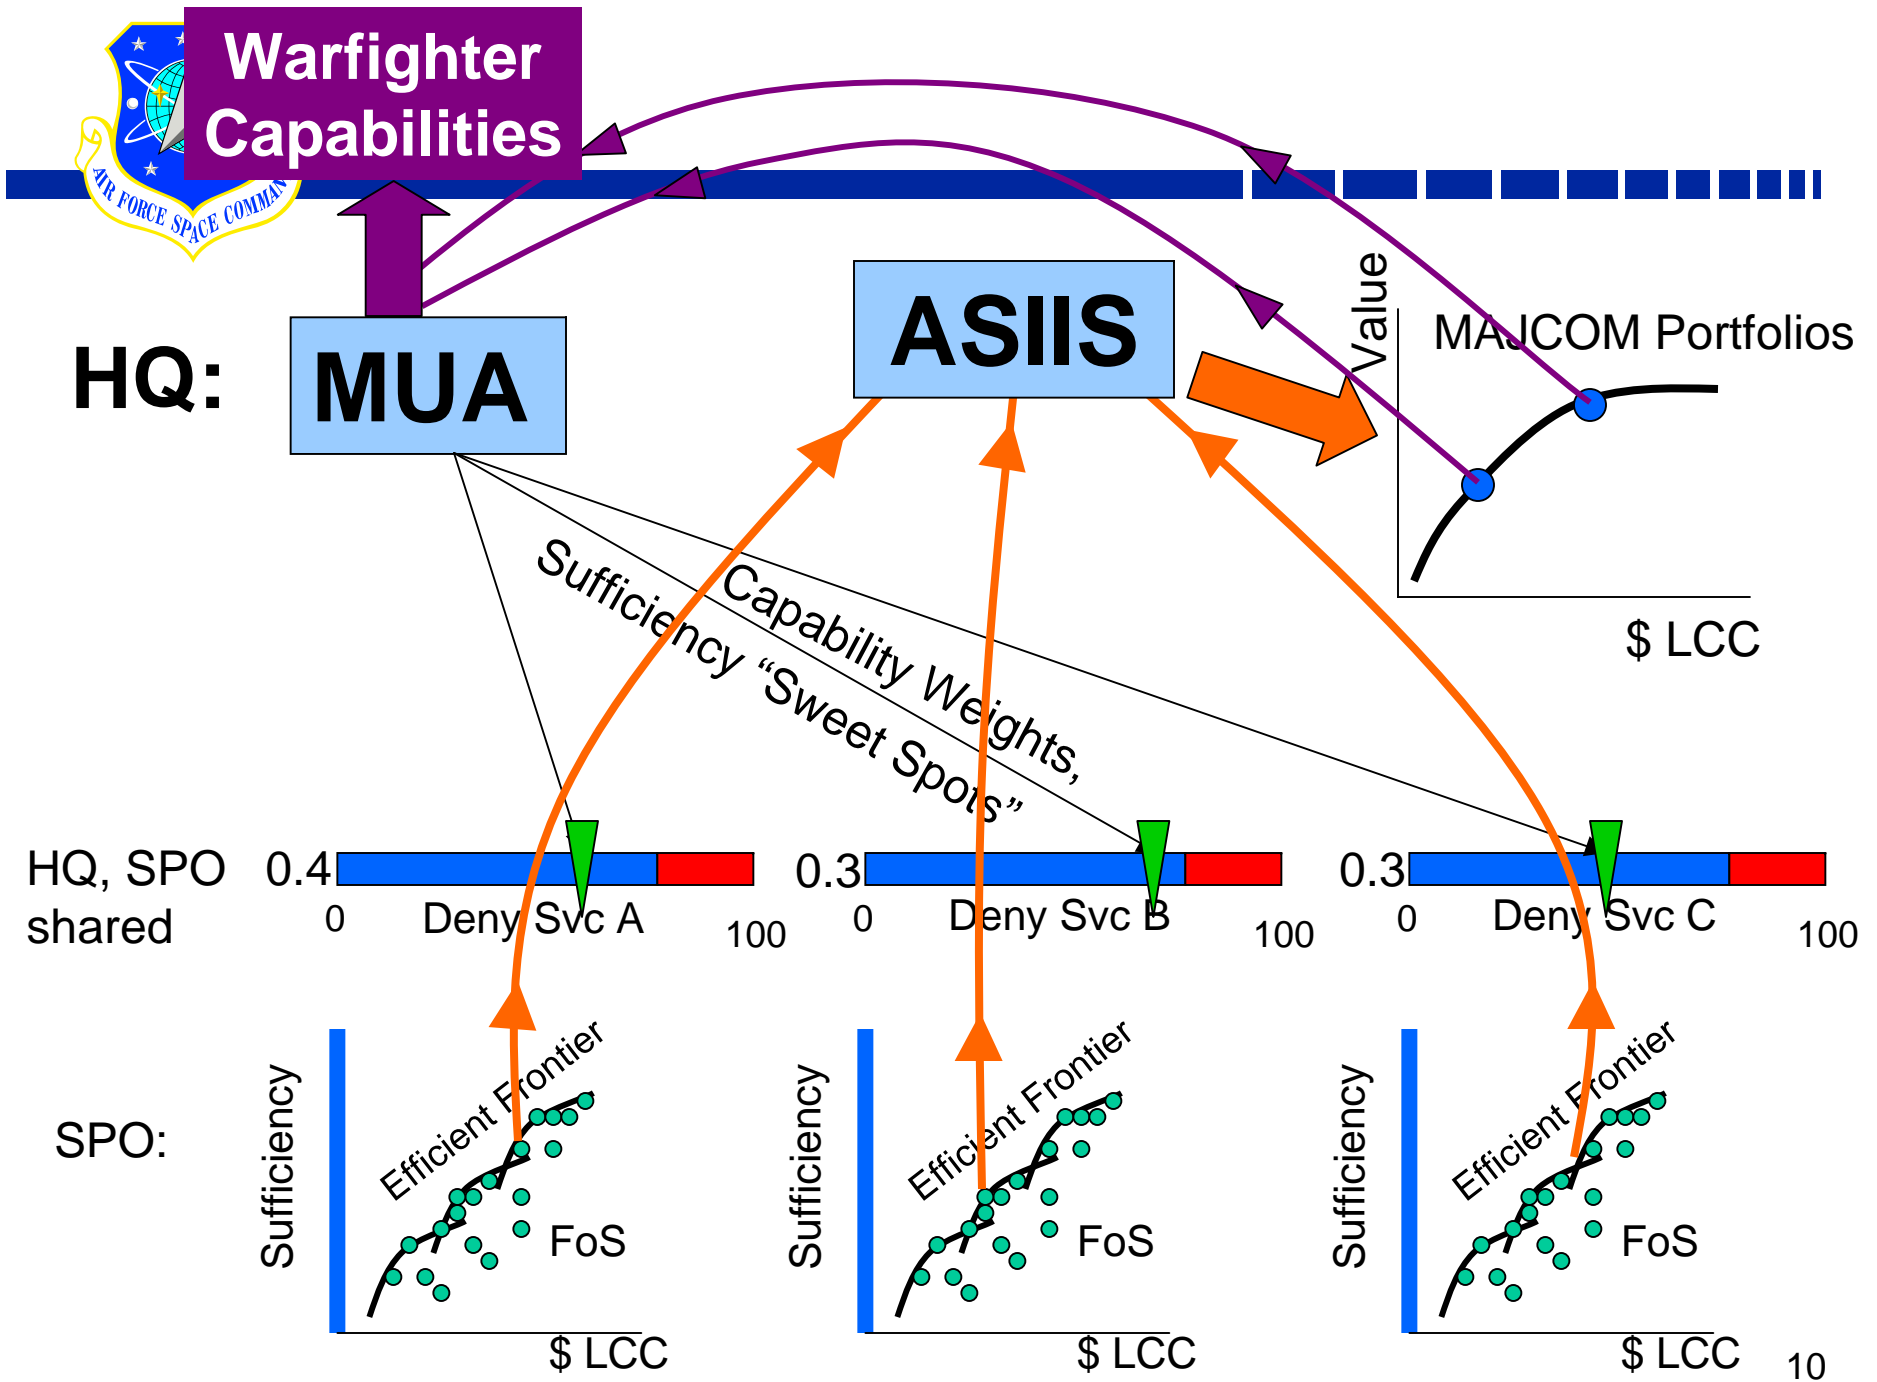 Warfighter
Capabilities
AIR FORCE SPACE COMMAN
HQ:
MUA
ASIIS
Value
MAJCOM Portfolios
$ LCC
Capability Weights,
Sufficiency “Sweet Spots”
HQ, SPO
shared
0.4
0
Deny Svc A
100
0.3
0
Deny Svc B
100
0.3
0
Deny Svc C
100
SPO:
Sufficiency
Efficient Frontier
FoS
$ LCC
Sufficiency
Efficient Frontier
FoS
$ LCC
Sufficiency
Efficient Frontier
FoS
$ LCC
10